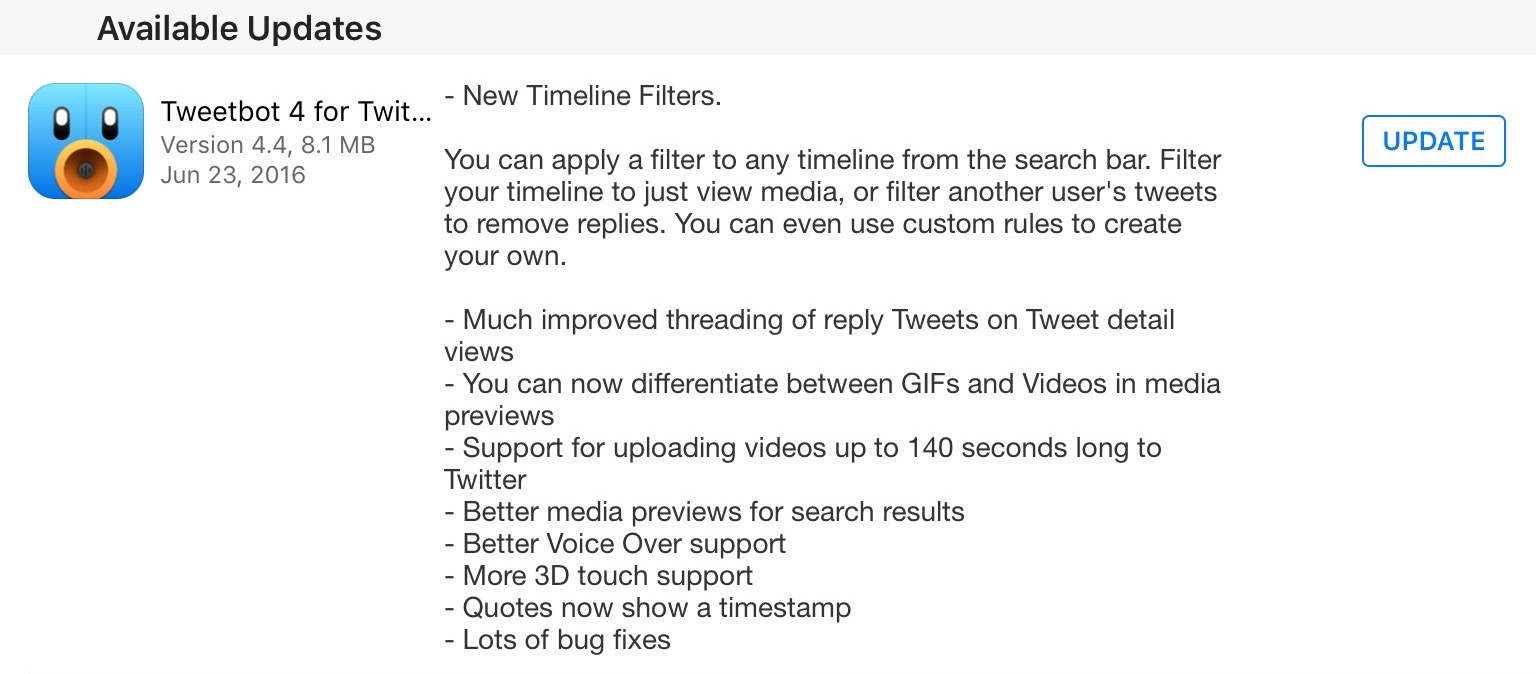 Available Updates
Tweetbot 4 for Twit...
Version 4.4, 8.1 MB
Jun 23, 2016
- New Timeline Filters.
You can apply a filter to any timeline from the search bar. Filter
your timeline to just view media, or filter another user's tweets
to remove replies. You can even use custom rules to create
your own.
- Much improved threading of reply Tweets on Tweet detail
views
- You can now differentiate between GIFs and Videos in media
previews
- Support for uploading videos up to 140 seconds long to
Twitter
- Better media previews for search results
- Better Voice Over support
- More 3D touch support
- Quotes now show a timestamp
- Lots of bug fixes
UPDATE